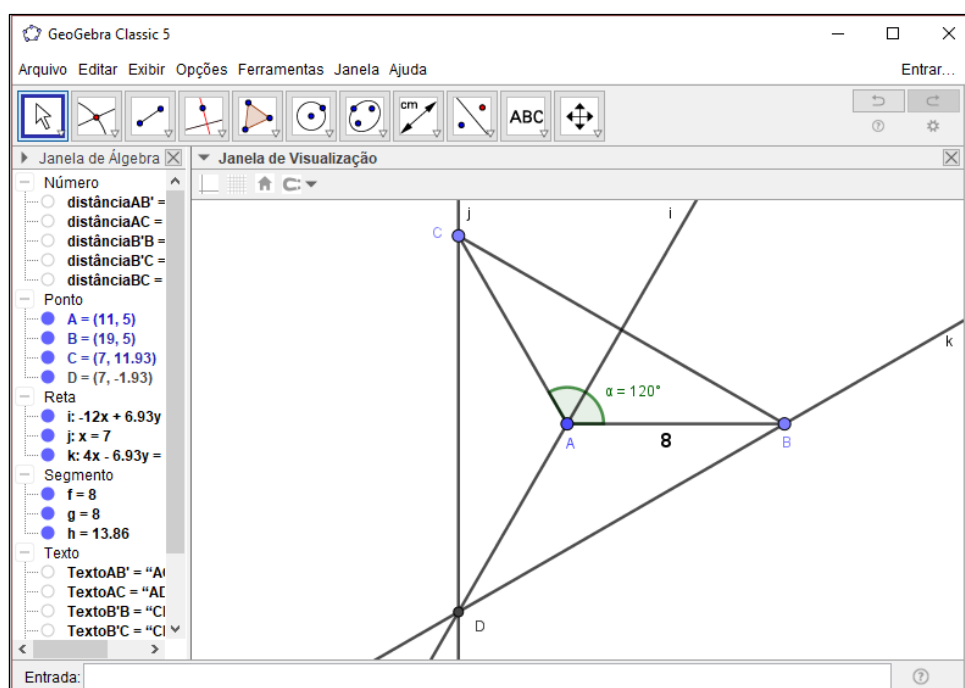 GeoGebra Classic 5
Arquivo Editar Exibir Opções Ferramentas Janela Ajuda Entrar...
cm ABC
Janela de Álgebra
Janela de Visualização
Número
distânciaAB' =
distânciaAC =
distânciaB'B =
distânciaB'C =
distânciaBC =
Ponto
A = (11, 5)
B = (19, 5)
C = (7, 11.93)
D = (7, -1.93)
Reta
i: -12x + 6.93y
j: x = 7
k: 4x - 6.93y =
Segmento
f = 8
g = 8
h = 13.86
Texto
TextoAB' = “A
TextoAC = “AD
TextoB'B = “C
TextoB'C = “C
Entrada:
j
i
C
k
α = 120°
A
8
B
D